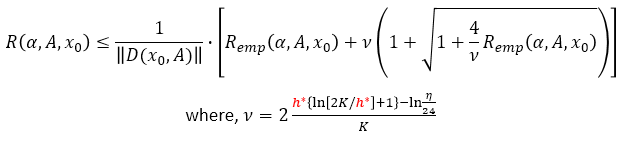 R(α, A, x₀) ≤ 1/‖D(x₀, A)‖ · [R_emp(α, A, x₀) + ν(1 + √(1 + 4/ν R_emp(α, A, x₀)))]
where, ν = 2 h*{ln[2K/h*]+1}−ln η/24 / K